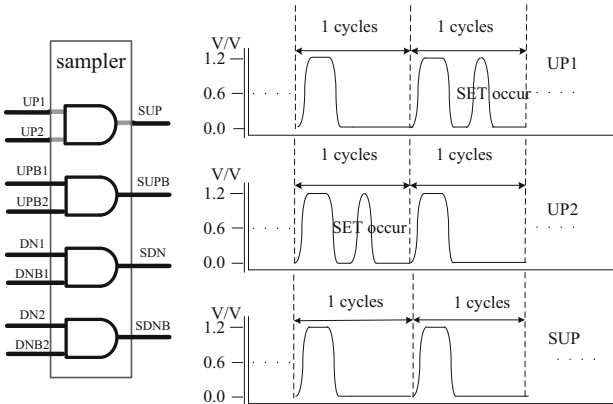 sampler
UP1
UP2
SUP
UPB1
UPB2
SUPB
DN1
DNB1
SDN
DN2
DNB2
SDNB
V/V
1 cycles
1 cycles
1.2
0.6
0.0
SET occur
UP1
V/V
1 cycles
1 cycles
1.2
0.6
0.0
SET occur
UP2
V/V
1 cycles
1 cycles
1.2
0.6
0.0
SUP